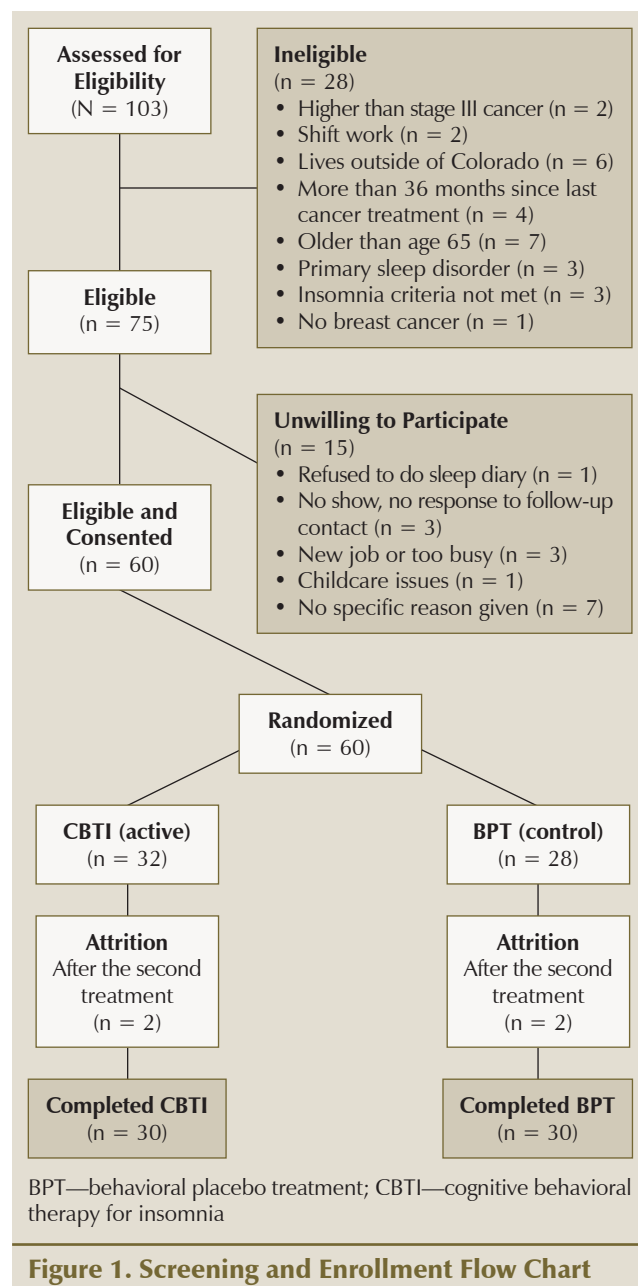 Assessed for
Eligibility
(N = 103)
Ineligible
(n = 28)
• Higher than stage III cancer (n = 2)
• Shift work (n = 2)
• Lives outside of Colorado (n = 6)
• More than 36 months since last
cancer treatment (n = 4)
• Older than age 65 (n = 7)
• Primary sleep disorder (n = 3)
• Insomnia criteria not met (n = 3)
• No breast cancer (n = 1)
Eligible
(n = 75)
Unwilling to Participate
(n = 15)
• Refused to do sleep diary (n = 1)
• No show, no response to follow-up
contact (n = 3)
• New job or too busy (n = 3)
• Childcare issues (n = 1)
• No specific reason given (n = 7)
Eligible and
Consented
(n = 60)
Randomized
(n = 60)
CBTI (active)
(n = 32)
BPT (control)
(n = 28)
Attrition
After the second
treatment
(n = 2)
Attrition
After the second
treatment
(n = 2)
Completed CBTI
(n = 30)
Completed BPT
(n = 30)
BPT—behavioral placebo treatment; CBTI—cognitive behavioral
therapy for insomnia
Figure 1. Screening and Enrollment Flow Chart